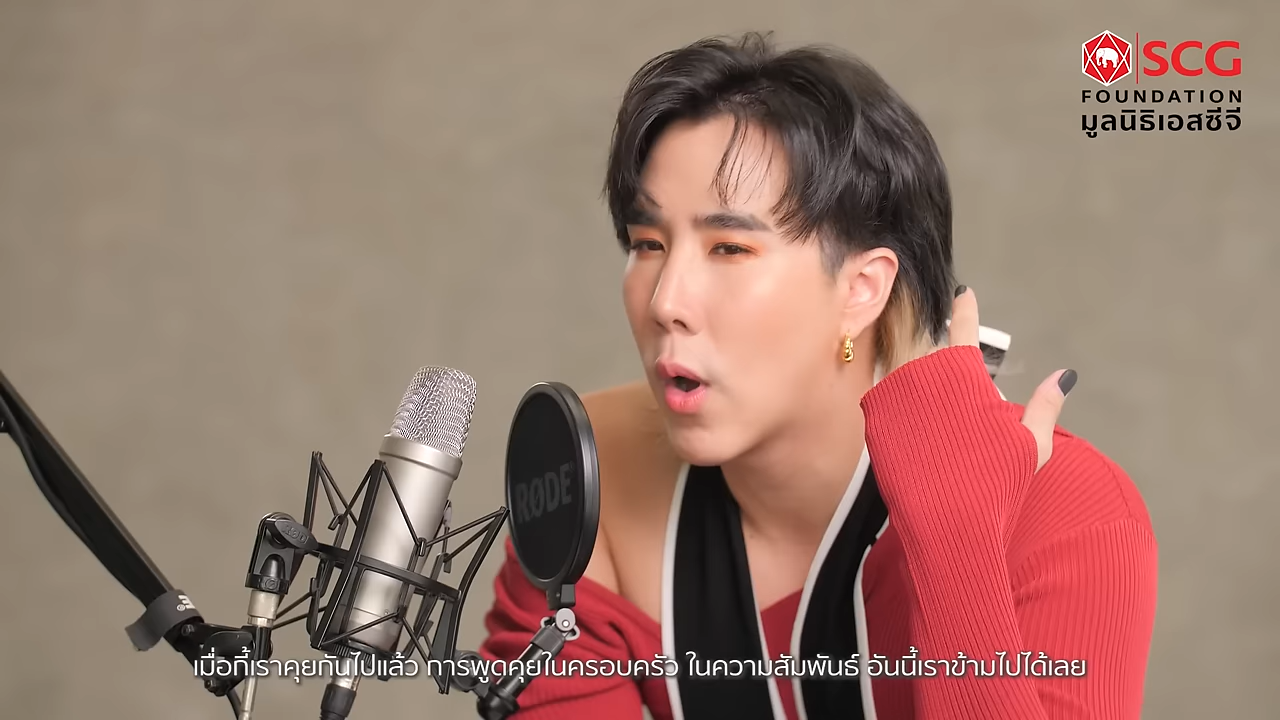 SCG
FOUNDATION
มูลนิธิเอสซีจี
RØDE
เมื่อกี้เราคุยกันไปแล้ว การพูดคุยในครอบครัว ในความสัมพันธ์ อันนี้เราข้ามไปได้เลย